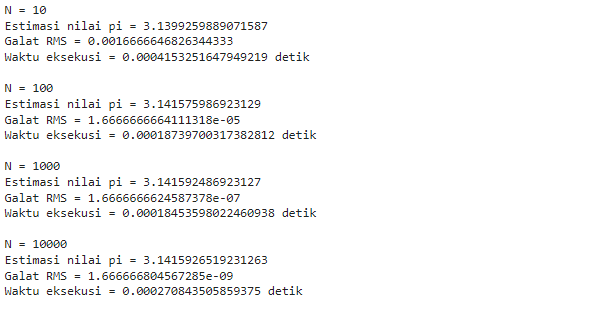 N = 10
Estimasi nilai pi = 3.1399259889071587
Galat RMS = 0.0016666646826344333
Waktu eksekusi = 0.0004153251647949219 detik
N = 100
Estimasi nilai pi = 3.141575986923129
Galat RMS = 1.6666666664111318e-05
Waktu eksekusi = 0.00018739700317382812 detik
N = 1000
Estimasi nilai pi = 3.141592486923127
Galat RMS = 1.6666666624587378e-07
Waktu eksekusi = 0.00018453598022460938 detik
N = 10000
Estimasi nilai pi = 3.1415926519231263
Galat RMS = 1.666666804567285e-09
Waktu eksekusi = 0.000270843505859375 detik